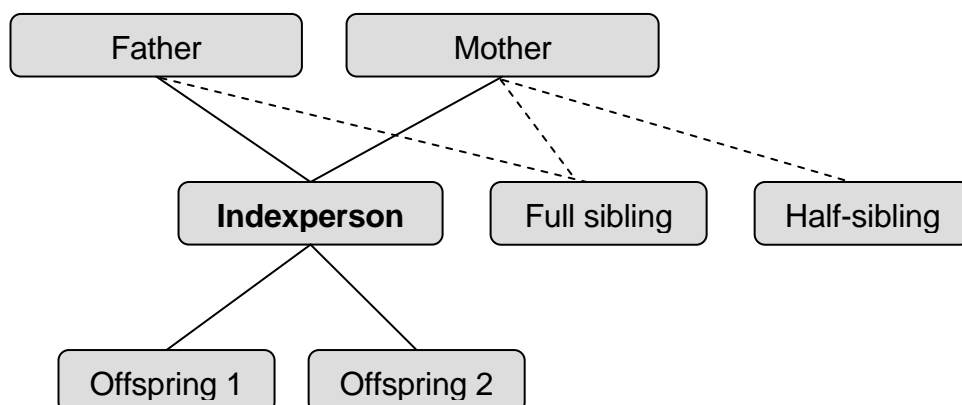 Father
Mother
Indexperson
Full sibling
Half-sibling
Offspring 1
Offspring 2